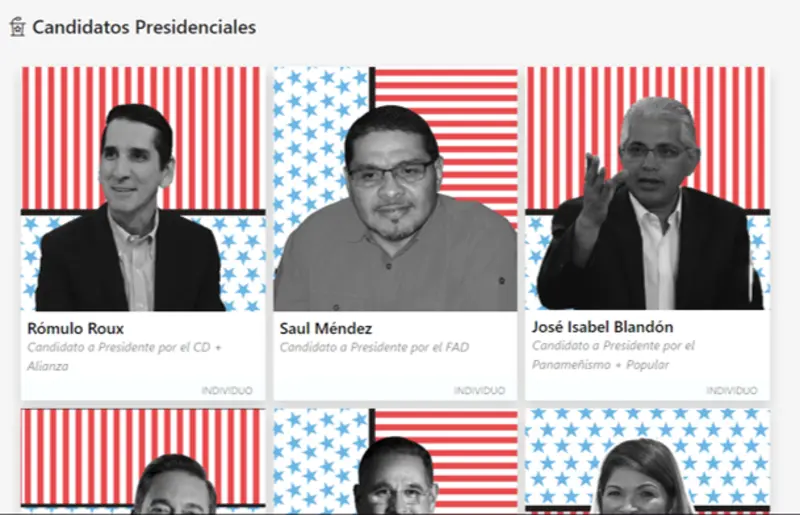 Candidatos Presidenciales
Rómulo Roux
Candidato a Presidente por el CD +
Alianza
INDIVIDUO
Saul Méndez
Candidato a Presidente por el FAD
INDIVIDUO
José Isabel Blandón
Candidato a Presidente por el
Panameñismo + Popular
INDIVIDUO